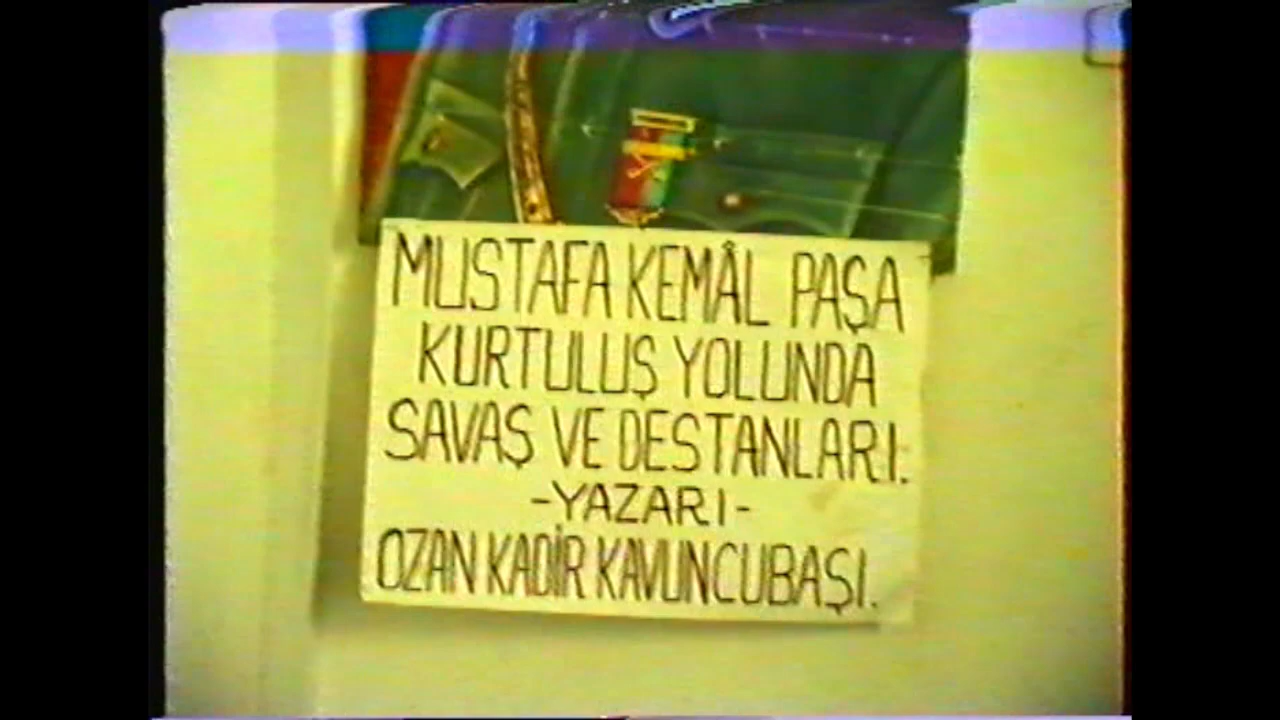 MUSTAFA KEMÂL PAŞA
KURTULUŞ YOLUNDA
SAVAŞ VE DESTANLARI.
-YAZARI-
OZAN KADİR KAVUNCUBAŞI.